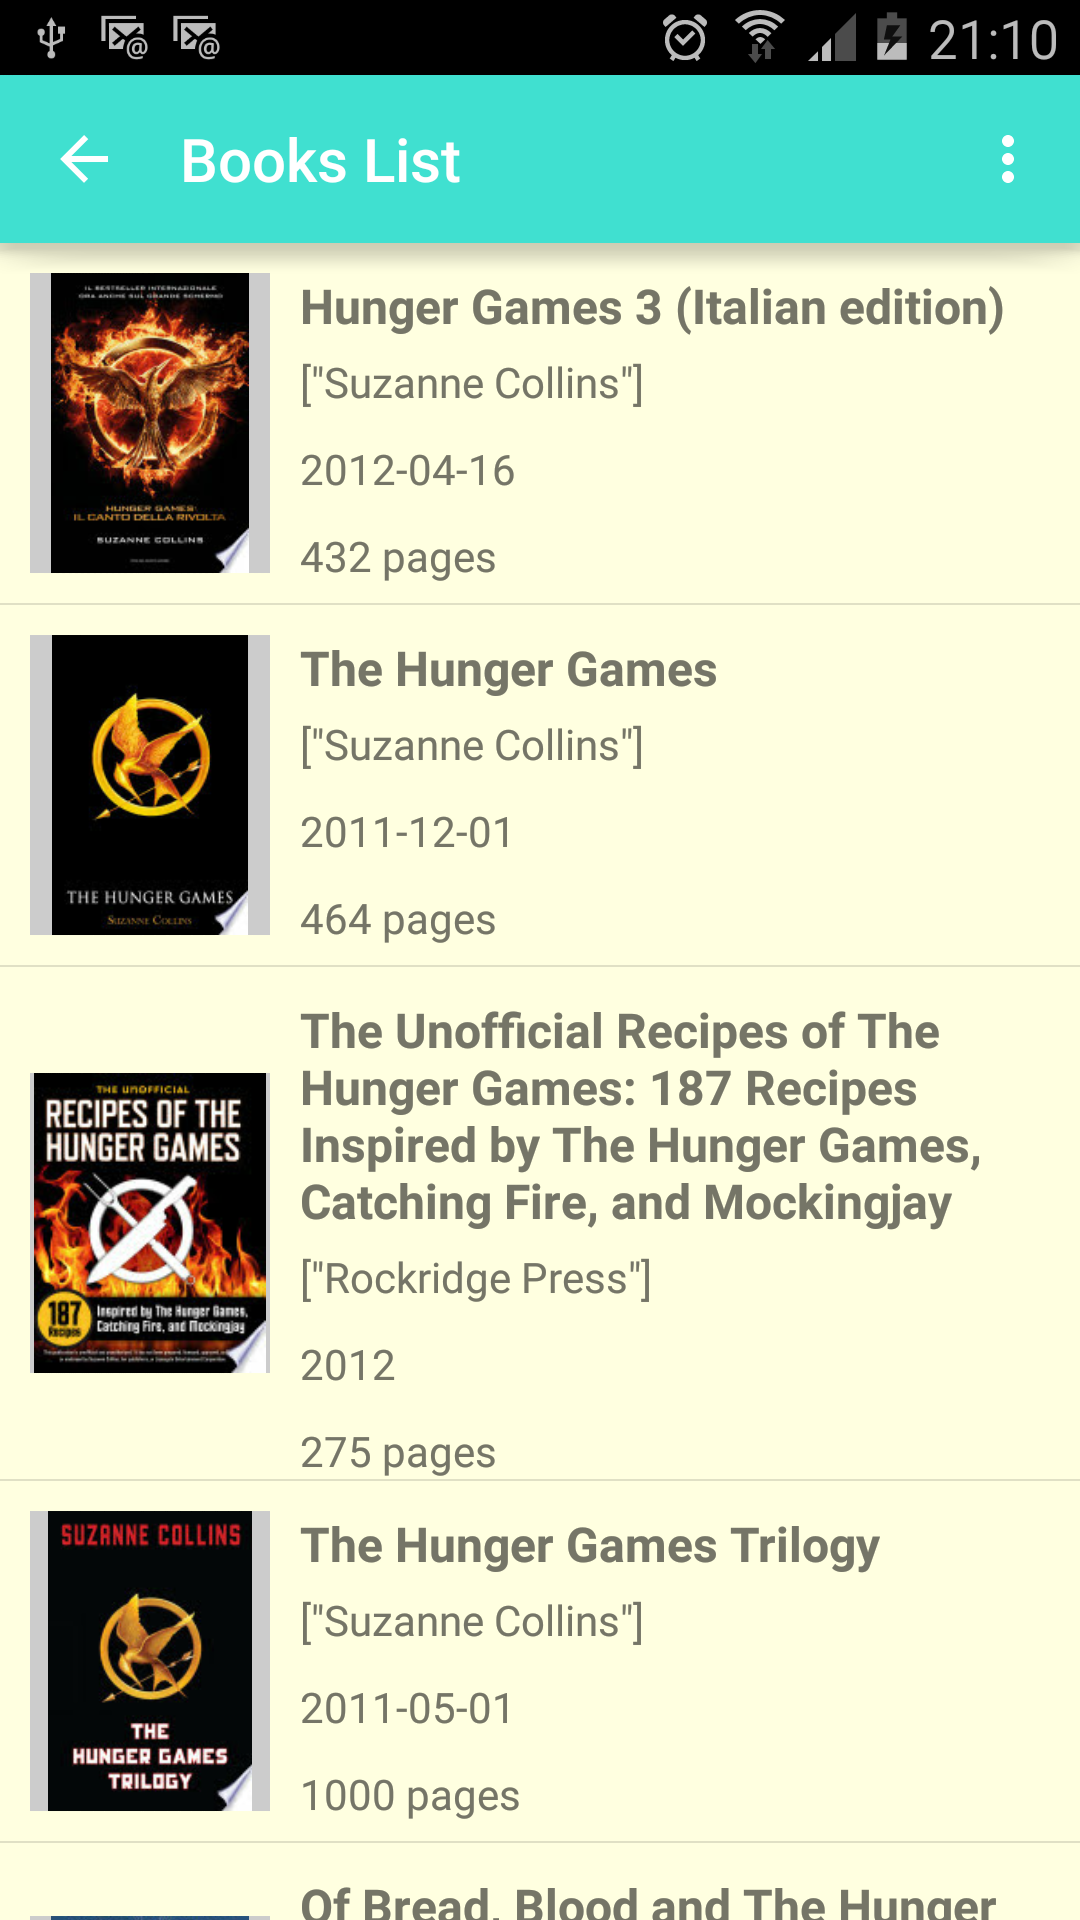 21:10
Books List
IL BESTSELLER INTERNAZIONALE
ORA ANCHE SUL GRANDE SCHERMO
HUNGER GAMES
IL CANTO DELLA RIVOLTA
SUZANNE COLLINS
Hunger Games 3 (Italian edition)
["Suzanne Collins"]
2012-04-16
432 pages
THE HUNGER GAMES
SUZANNE COLLINS
The Hunger Games
["Suzanne Collins"]
2011-12-01
464 pages
THE UNOFFICIAL
RECIPES OF THE
HUNGER GAMES
187
Recipes
Inspired by The Hunger Games,
Catching Fire, and Mockingjay
The Unofficial Recipes of The
Hunger Games: 187 Recipes
Inspired by The Hunger Games,
Catching Fire, and Mockingjay
["Rockridge Press"]
2012
275 pages
SUZANNE COLLINS
THE
HUNGER GAMES
TRILOGY
The Hunger Games Trilogy
["Suzanne Collins"]
2011-05-01
1000 pages
Of Bread, Blood and The Hunger